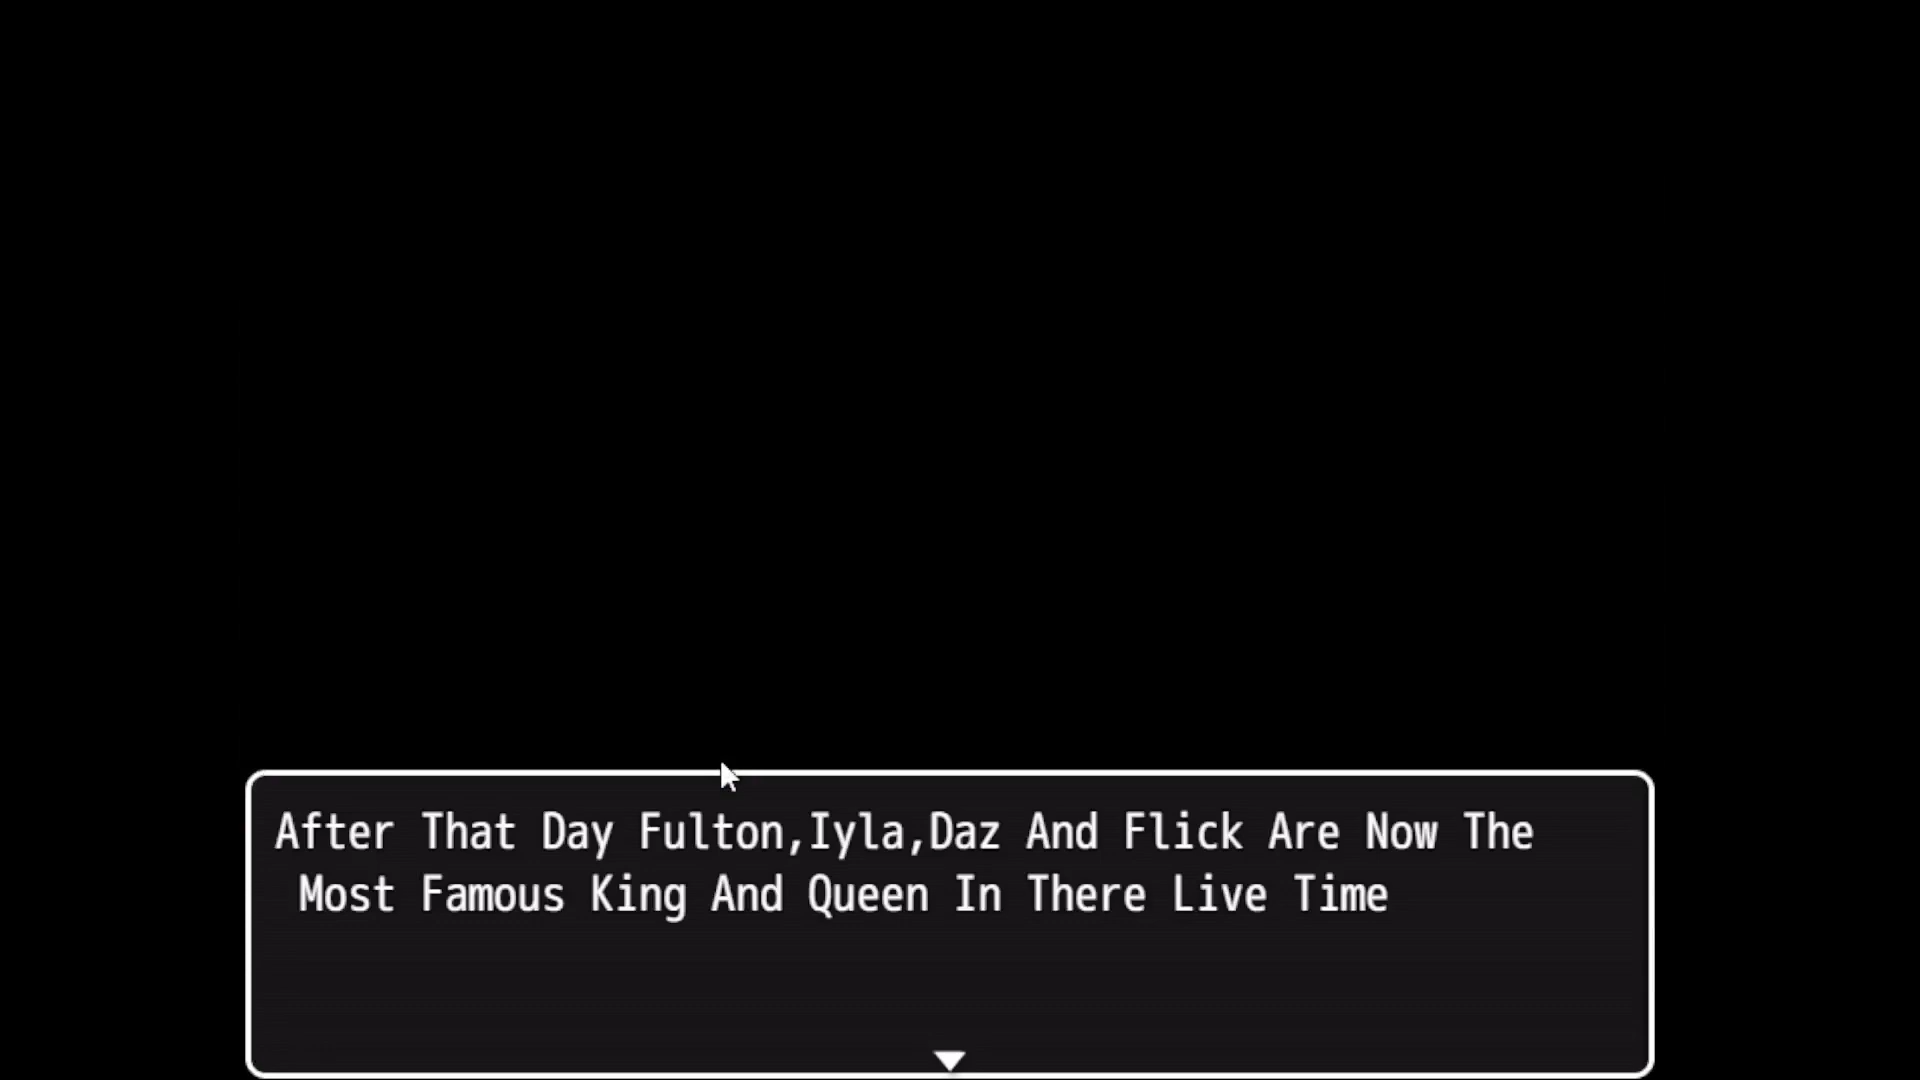 After That Day Fulton,Iyla,Daz And Flick Are Now The
Most Famous King And Queen In There Live Time